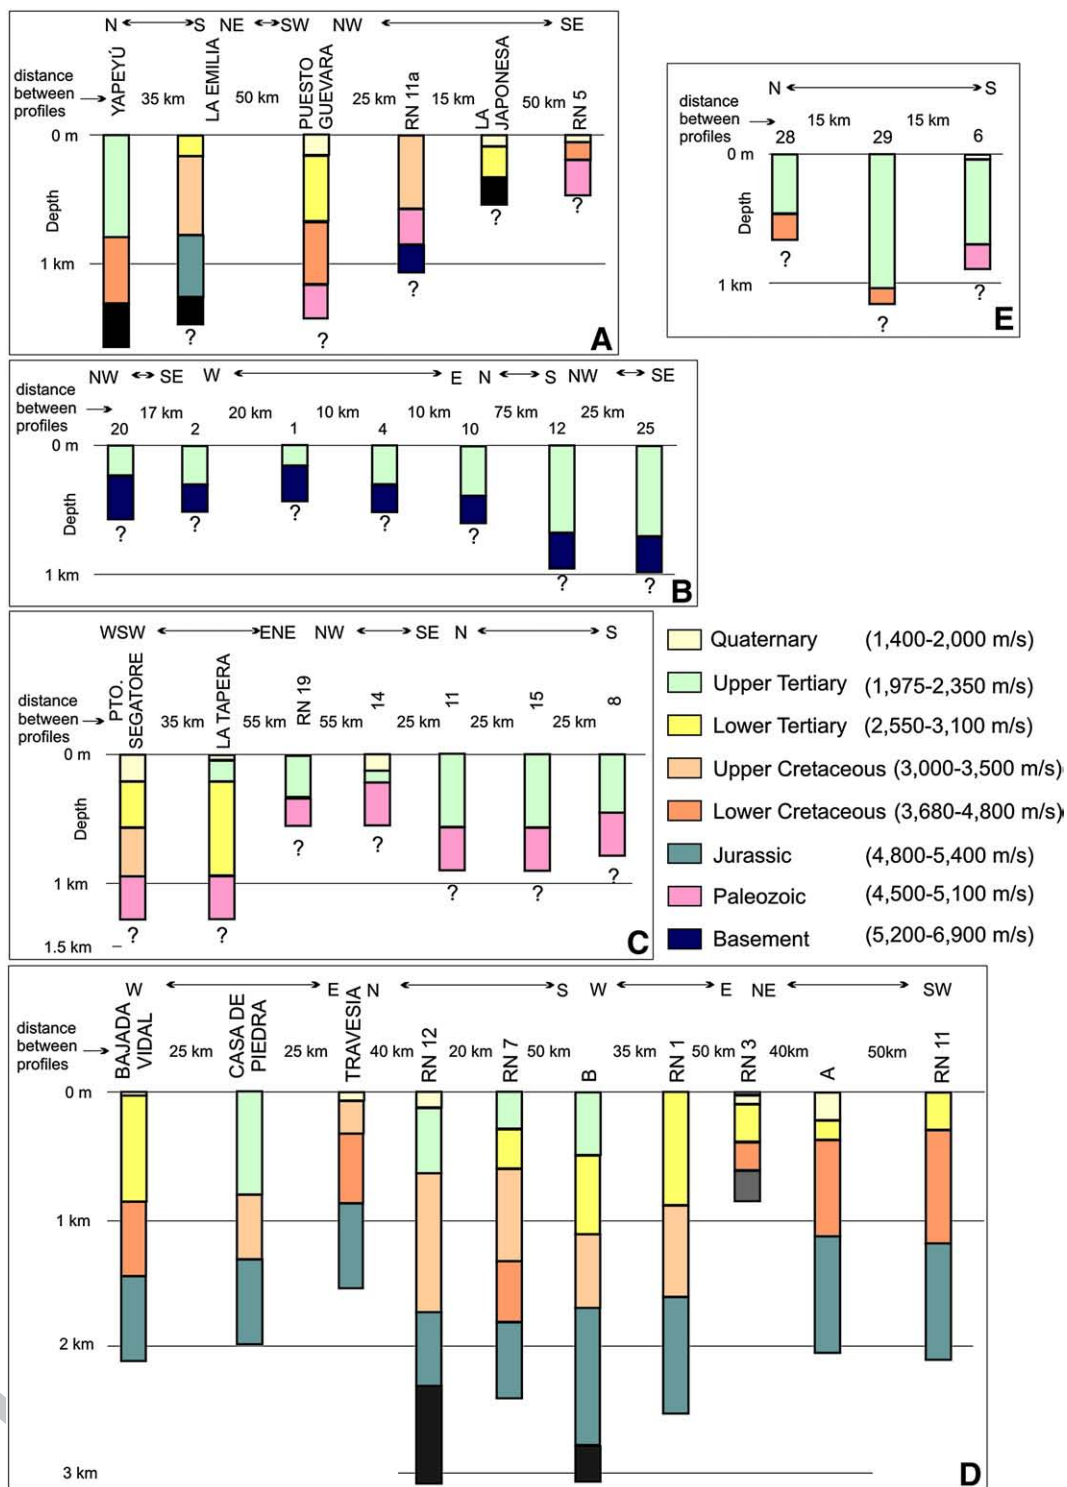 N S NE SW NW SE
distance
between
profiles
YAPEYÚ
35 km
LA EMILIA
50 km
PUESTO
GUEVARA
25 km
RN 11a
15 km
LA
JAPONESA
50 km
RN 5
0 m
Depth
1 km
? ? ? ? ?
A
N S
distance
between
profiles
15 km 15 km
28 29 6
0 m
Depth
1 km
? ? ?
E
NW SE W E N S NW SE
distance
between
profiles
17 km 20 km 10 km 10 km 75 km 25 km
20 2 1 4 10 12 25
0 m
Depth
? ? ? ? ? ? ?
1 km
B
WSW ENE NW SE N S
distance
between
profiles
PTO.
SEGATORE
35 km
LA TAPERA
55 km
RN 19
55 km
14
25 km
11
25 km
15
25 km
8
0 m
Depth
1 km
1.5 km
? ? ? ? ? ? ?
C
Quaternary (1,400-2,000 m/s)
Upper Tertiary (1,975-2,350 m/s)
Lower Tertiary (2,550-3,100 m/s)
Upper Cretaceous (3,000-3,500 m/s)
Lower Cretaceous (3,680-4,800 m/s)
Jurassic (4,800-5,400 m/s)
Paleozoic (4,500-5,100 m/s)
Basement (5,200-6,900 m/s)
W E N S W E NE SW
distance
between
profiles
BAJADA
VIDAL
25 km
CASA DE
PIEDRA
25 km
TRAVESIA
40 km
RN 12
20 km
RN 7
50 km
B
35 km
RN 1
50 km
RN 3
40km
A
50km
RN 11
0 m
1 km
2 km
3 km
D